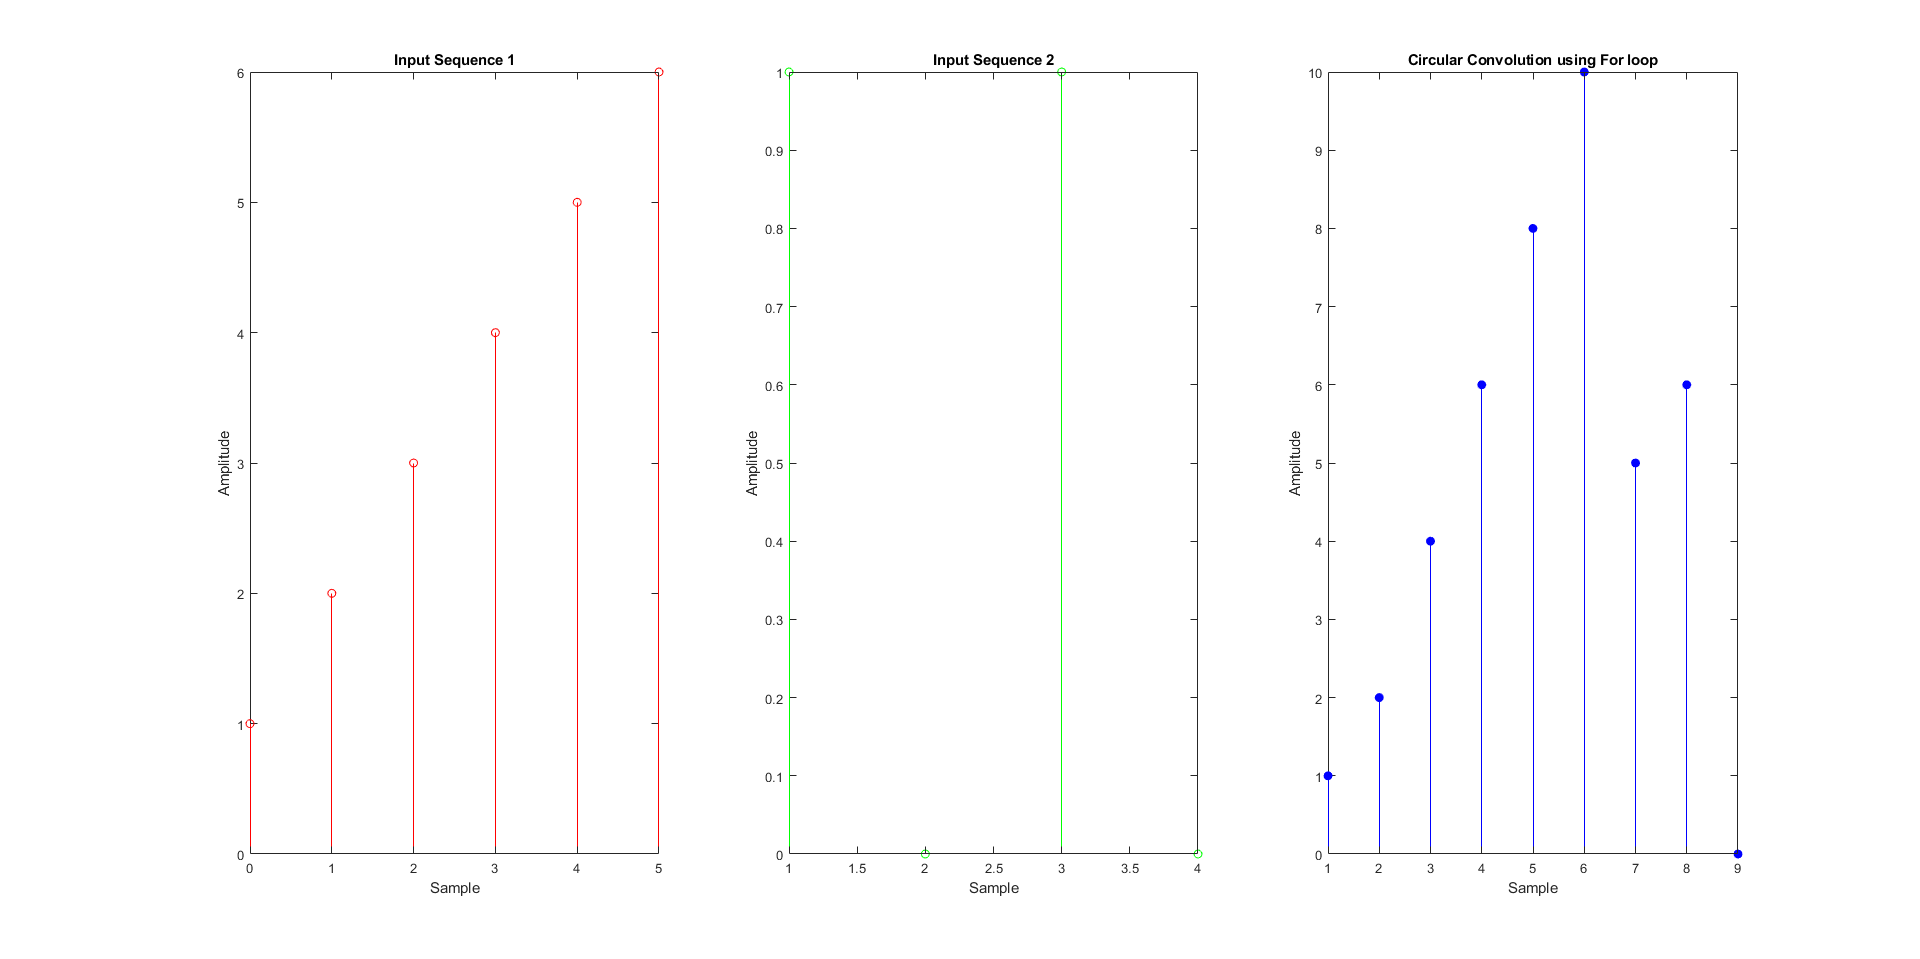 Input Sequence 1
6
5
4
3
2
1
0
Amplitude
0 1 2 3 4 5
Sample
Input Sequence 2
1
0.9
0.8
0.7
0.6
0.5
0.4
0.3
0.2
0.1
0
Amplitude
1 1.5 2 2.5 3 3.5 4
Sample
Circular Convolution using For loop
10
9
8
7
6
5
4
3
2
1
0
Amplitude
1 2 3 4 5 6 7 8 9
Sample